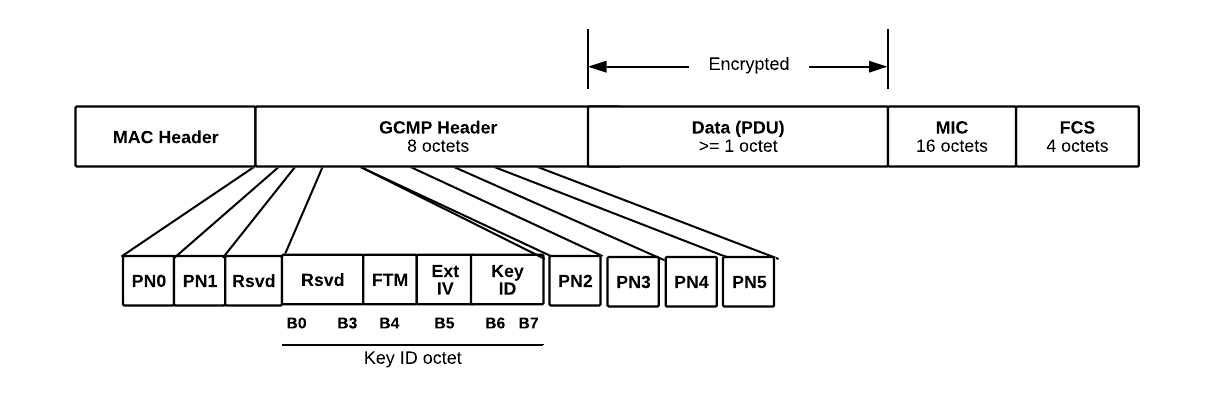 Encrypted
MAC Header
GCMP Header
8 octets
Data (PDU)
>= 1 octet
MIC
16 octets
FCS
4 octets
PN0
PN1
Rsvd
Rsvd
FTM
Ext
IV
Key
ID
PN2
PN3
PN4
PN5
B0
B3
B4
B5
B6
B7
Key ID octet